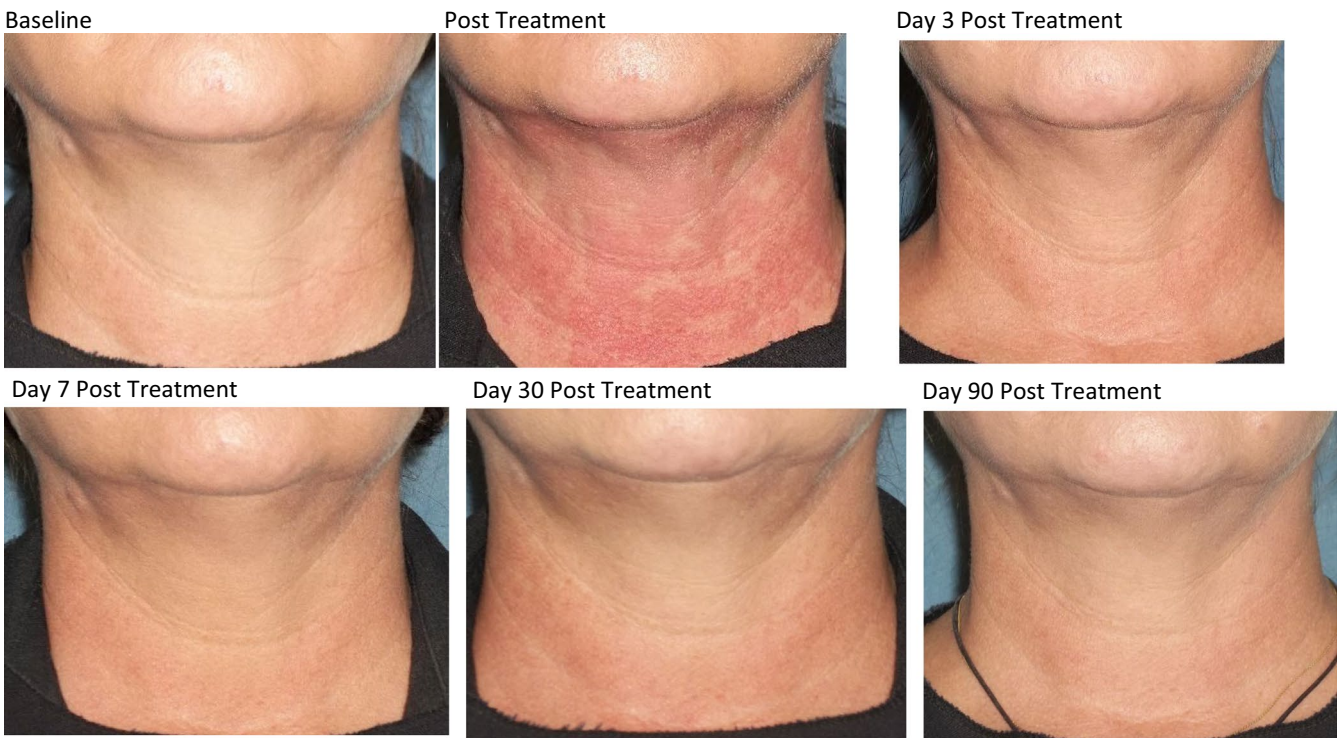 Baseline
Post Treatment
Day 3 Post Treatment
Day 7 Post Treatment
Day 30 Post Treatment
Day 90 Post Treatment